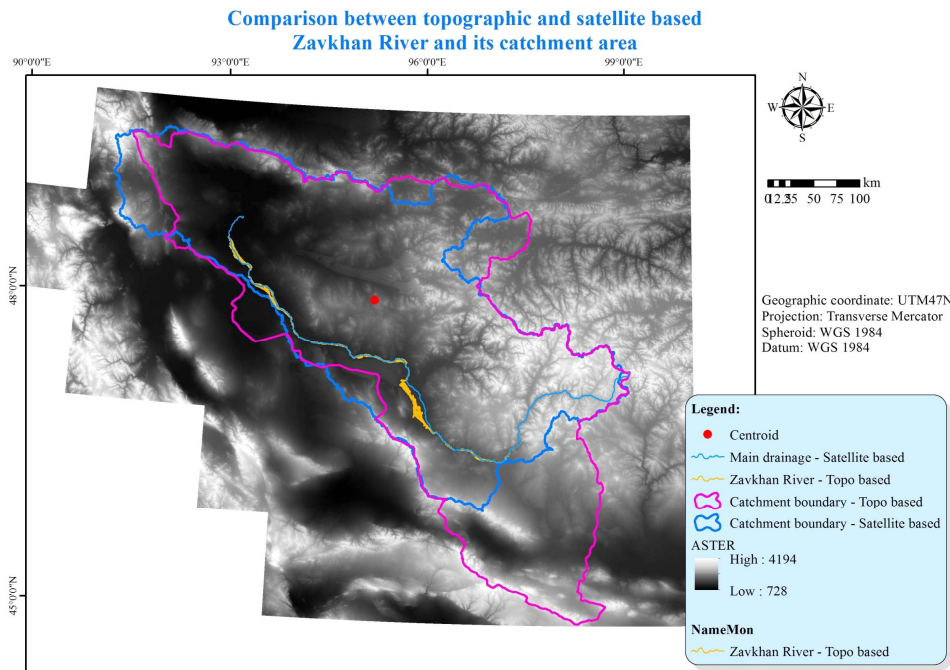 Comparison between topographic and satellite based
Zavkhan River and its catchment area
90°0'0"E 93°0'0"E 96°0'0"E 99°0'0"E
N
W E
S
0 12.5 25 50 75 100 km
48°0'0"N
45°0'0"N
Geographic coordinate: UTM47N
Projection: Transverse Mercator
Spheroid: WGS 1984
Datum: WGS 1984
Legend:
Centroid
Main drainage - Satellite based
Zavkhan River - Topo based
Catchment boundary - Topo based
Catchment boundary - Satellite based
ASTER
High : 4194
Low : 728
NameMon
Zavkhan River - Topo based